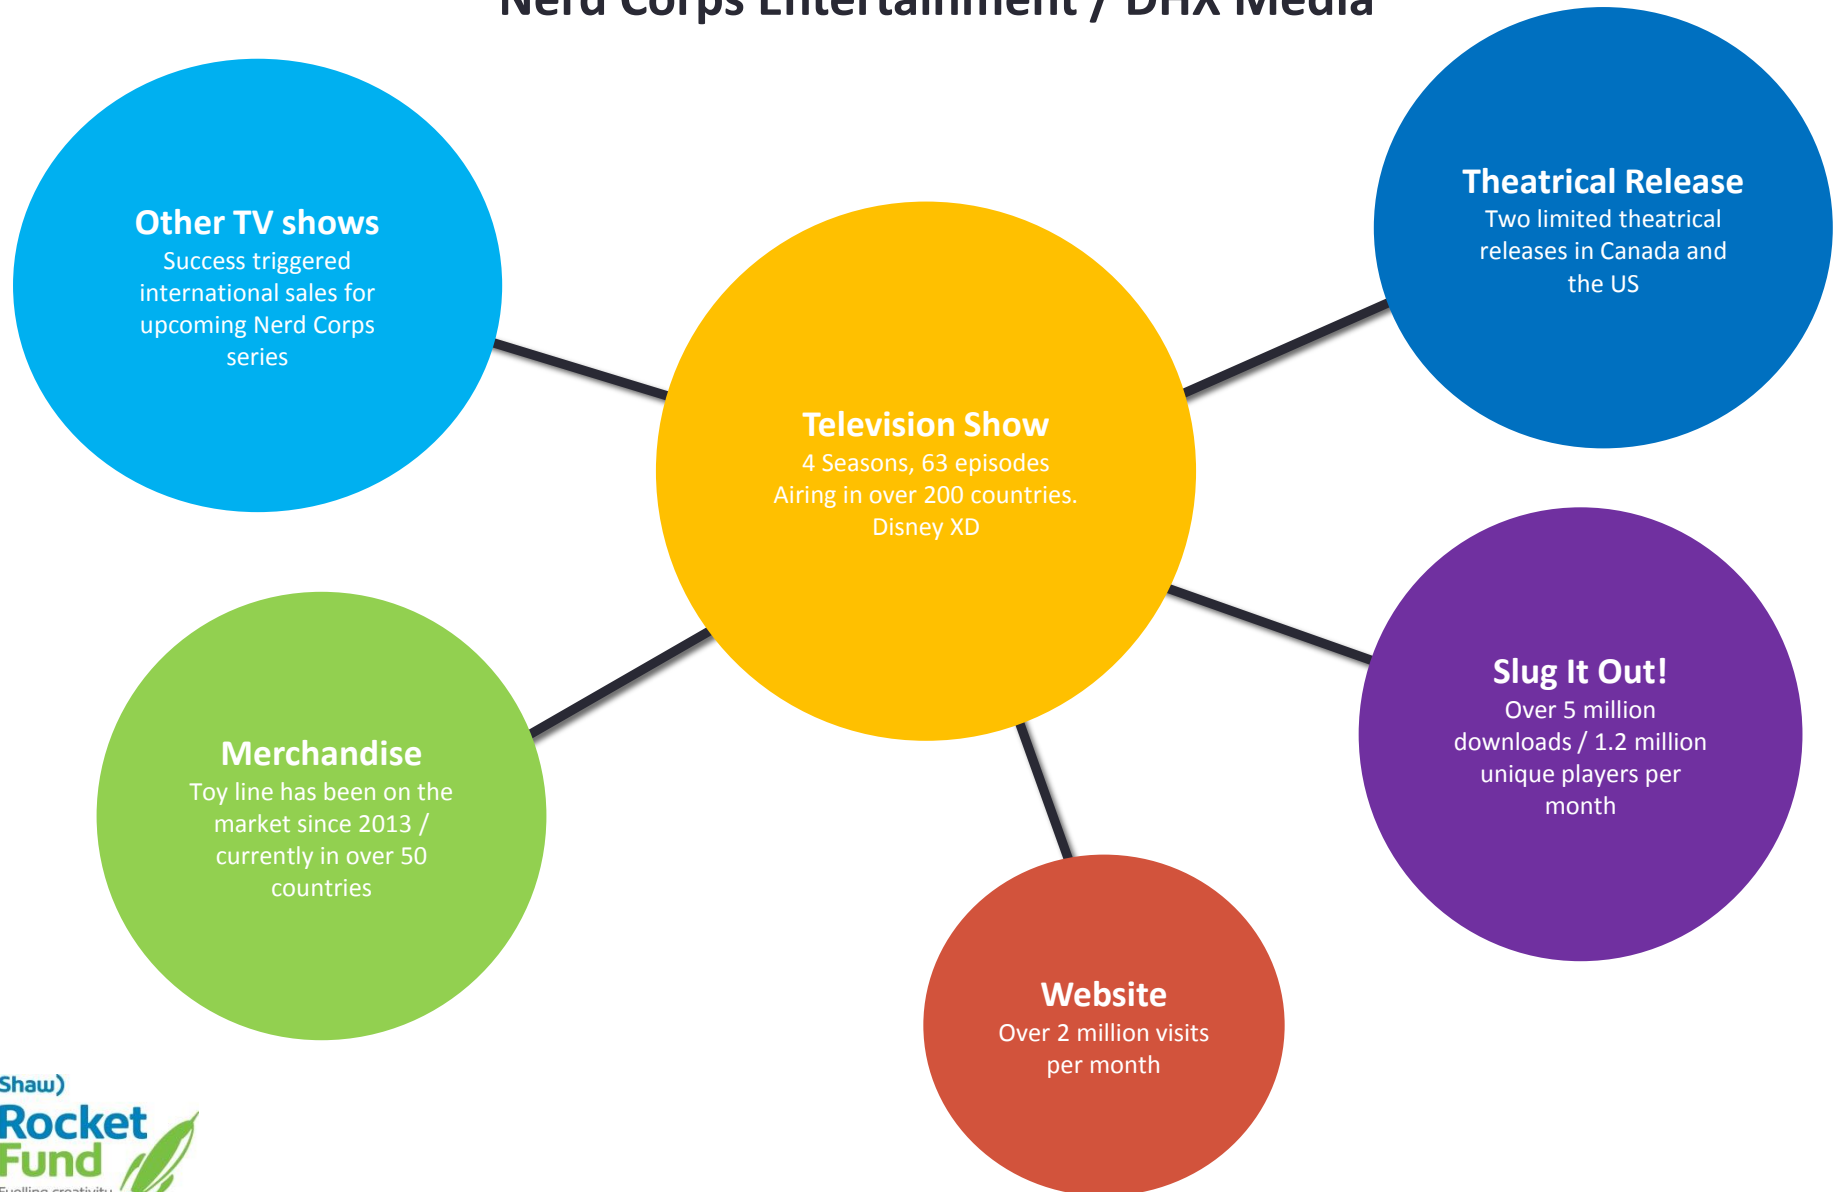 Nerd Corps Entertainment / DHX Media
Other TV shows
Success triggered
international sales for
upcoming Nerd Corps
series
Theatrical Release
Two limited theatrical
releases in Canada and
the US
Television Show
4 Seasons, 63 episodes
Airing in over 200 countries.
Disney XD
Slug It Out!
Over 5 million
downloads / 1.2 million
unique players per
month
Merchandise
Toy line has been on the
market since 2013 /
currently in over 50
countries
Website
Over 2 million visits
per month
Shaw)
Rocket
Fund
Fuelling creativity